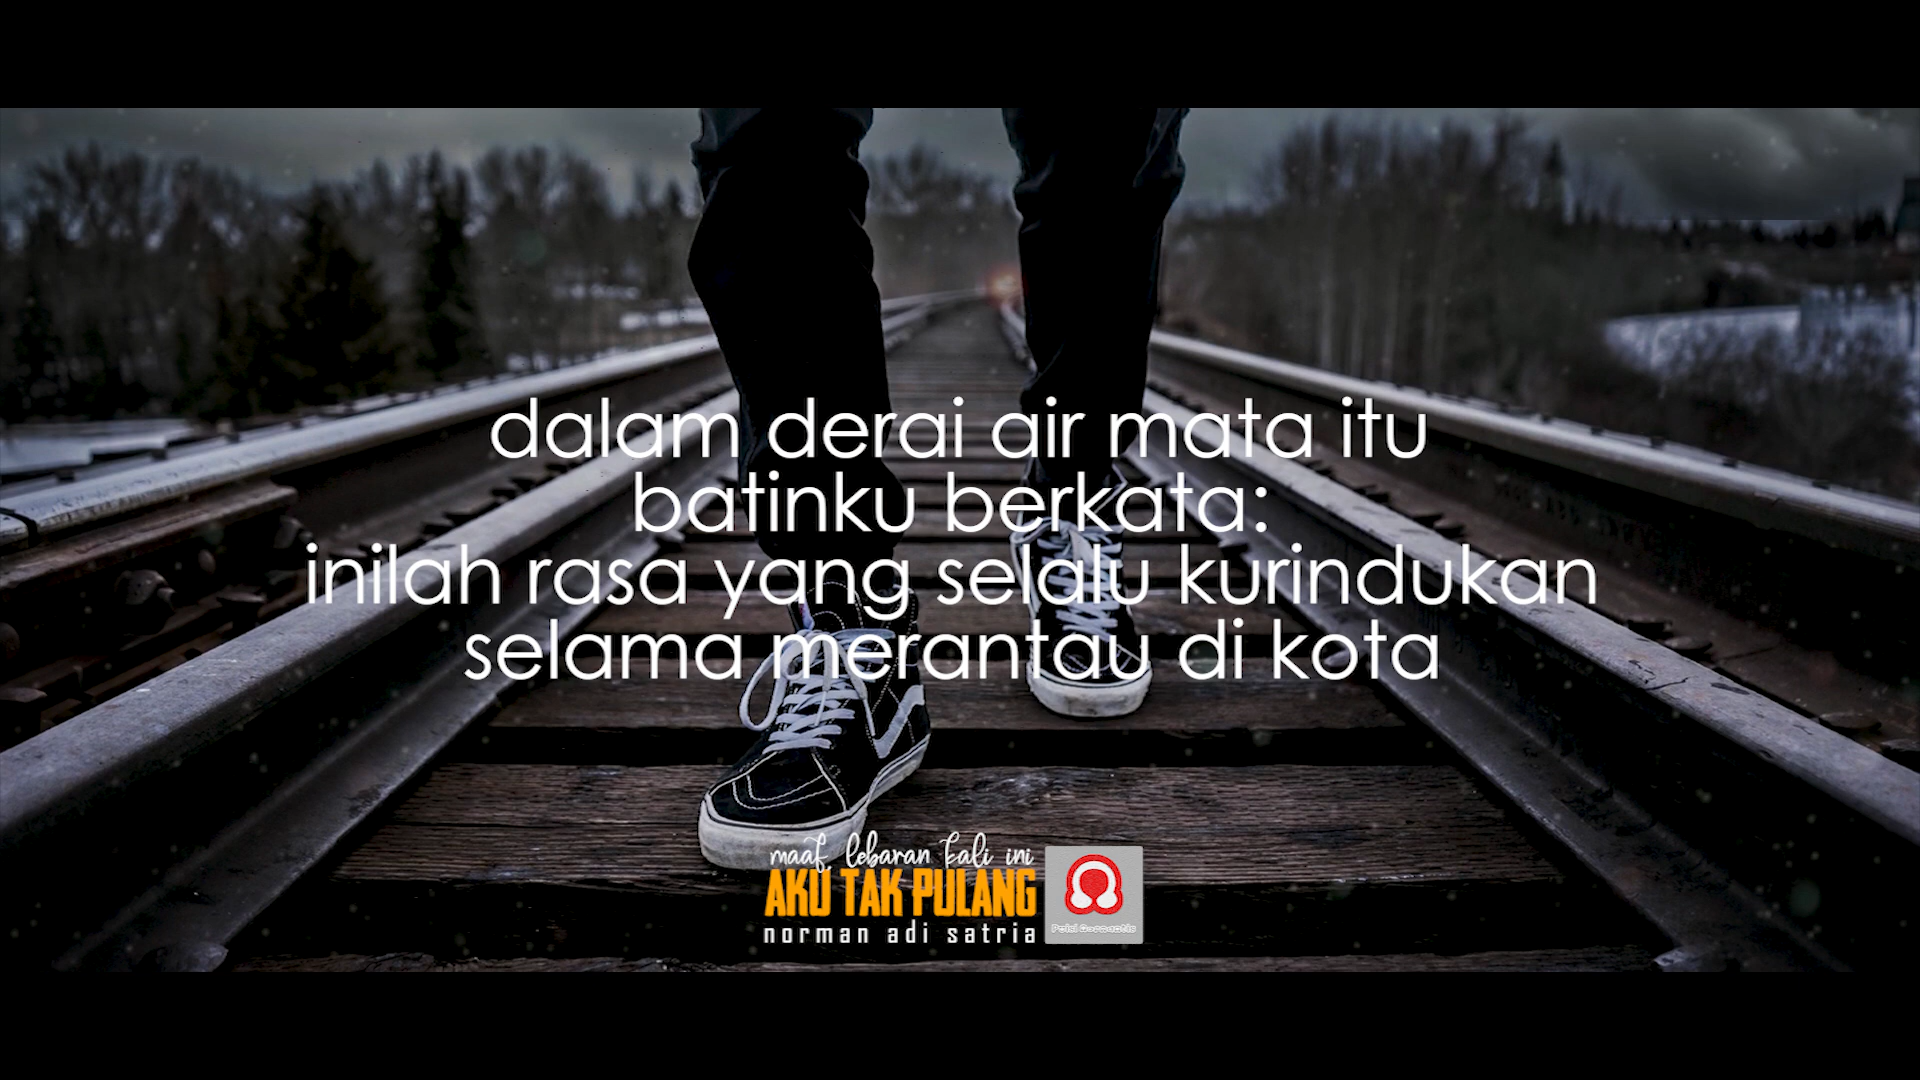 dalam derai air mata itu
batinku berkata:
inilah rasa yang selalu kurindukan
selama merantau di kota
maaf, lebaran kali ini
AKU TAK PULANG
norman adi satria